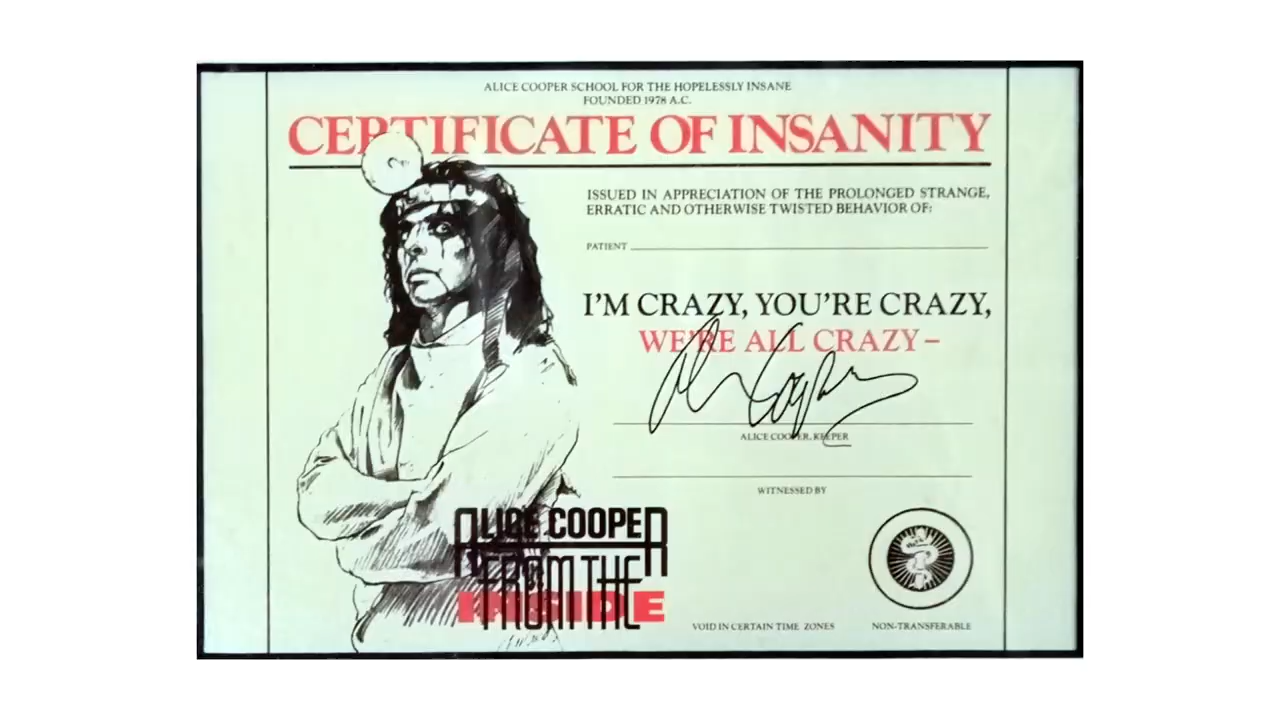 ALICE COOPER SCHOOL FOR THE HOPELESSLY INSANE
FOUNDED 1978 A.C.
CERTIFICATE OF INSANITY
ISSUED IN APPRECIATION OF THE PROLONGED STRANGE,
ERRATIC AND OTHERWISE TWISTED BEHAVIOR OF:
PATIENT
I'M CRAZY, YOU'RE CRAZY,
WE'RE ALL CRAZY –
Alice Cooper
ALICE COOPER, KEEPER
WITNESSED BY
ALICE COOPER
FROM THE
INSIDE
VOID IN CERTAIN TIME ZONES
NON-TRANSFERABLE